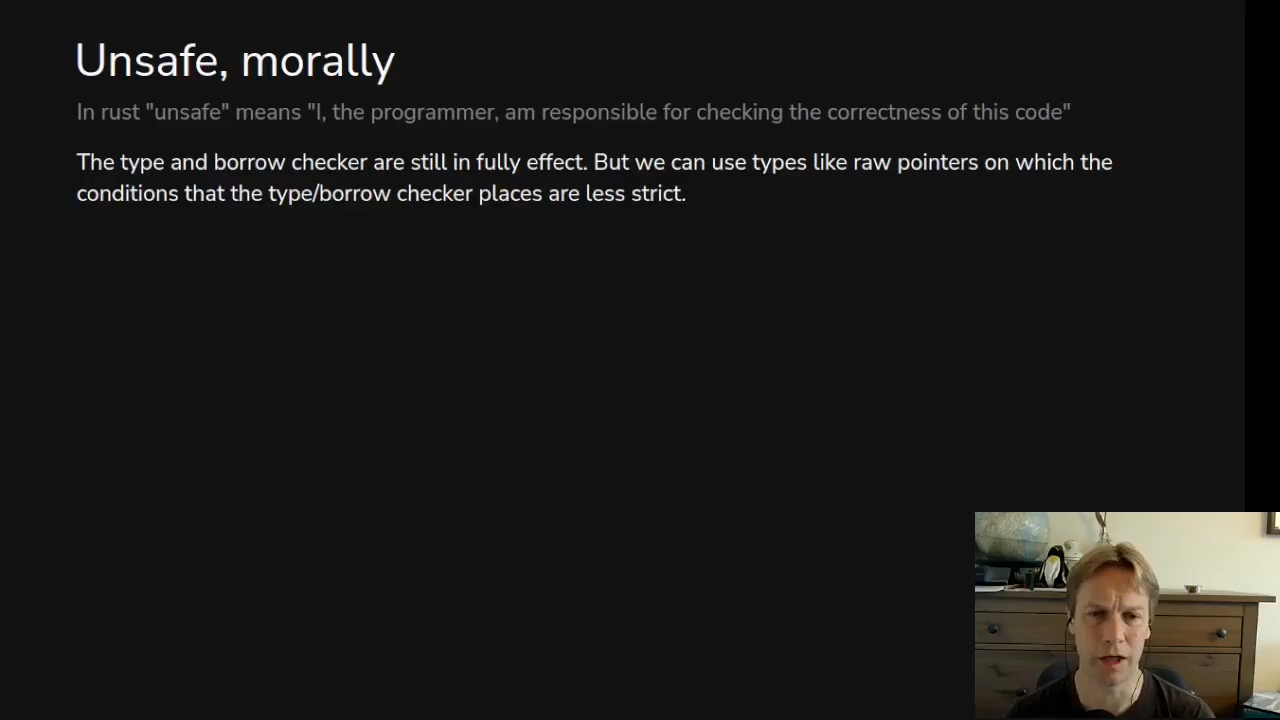 Unsafe, morally
In rust "unsafe" means "I, the programmer, am responsible for checking the correctness of this code"
The type and borrow checker are still in fully effect. But we can use types like raw pointers on which the
conditions that the type/borrow checker places are less strict.